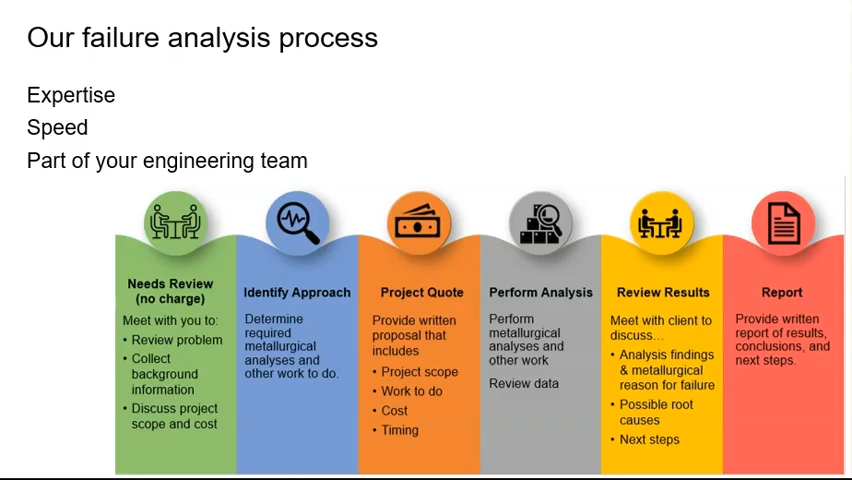 Our failure analysis process
Expertise
Speed
Part of your engineering team
Needs Review
(no charge)
Meet with you to:
• Review problem
• Collect
background
information
• Discuss project
scope and cost
Identify Approach
Determine
required
metallurgical
analyses and
other work to do.
Project Quote
Provide written
proposal that
includes
• Project scope
• Work to do
• Cost
• Timing
Perform Analysis
Perform
metallurgical
analyses and
other work
Review data
Review Results
Meet with client to
discuss…
• Analysis findings
& metallurgical
reason for failure
• Possible root
causes
• Next steps
Report
Provide written
report of results,
conclusions, and
next steps.